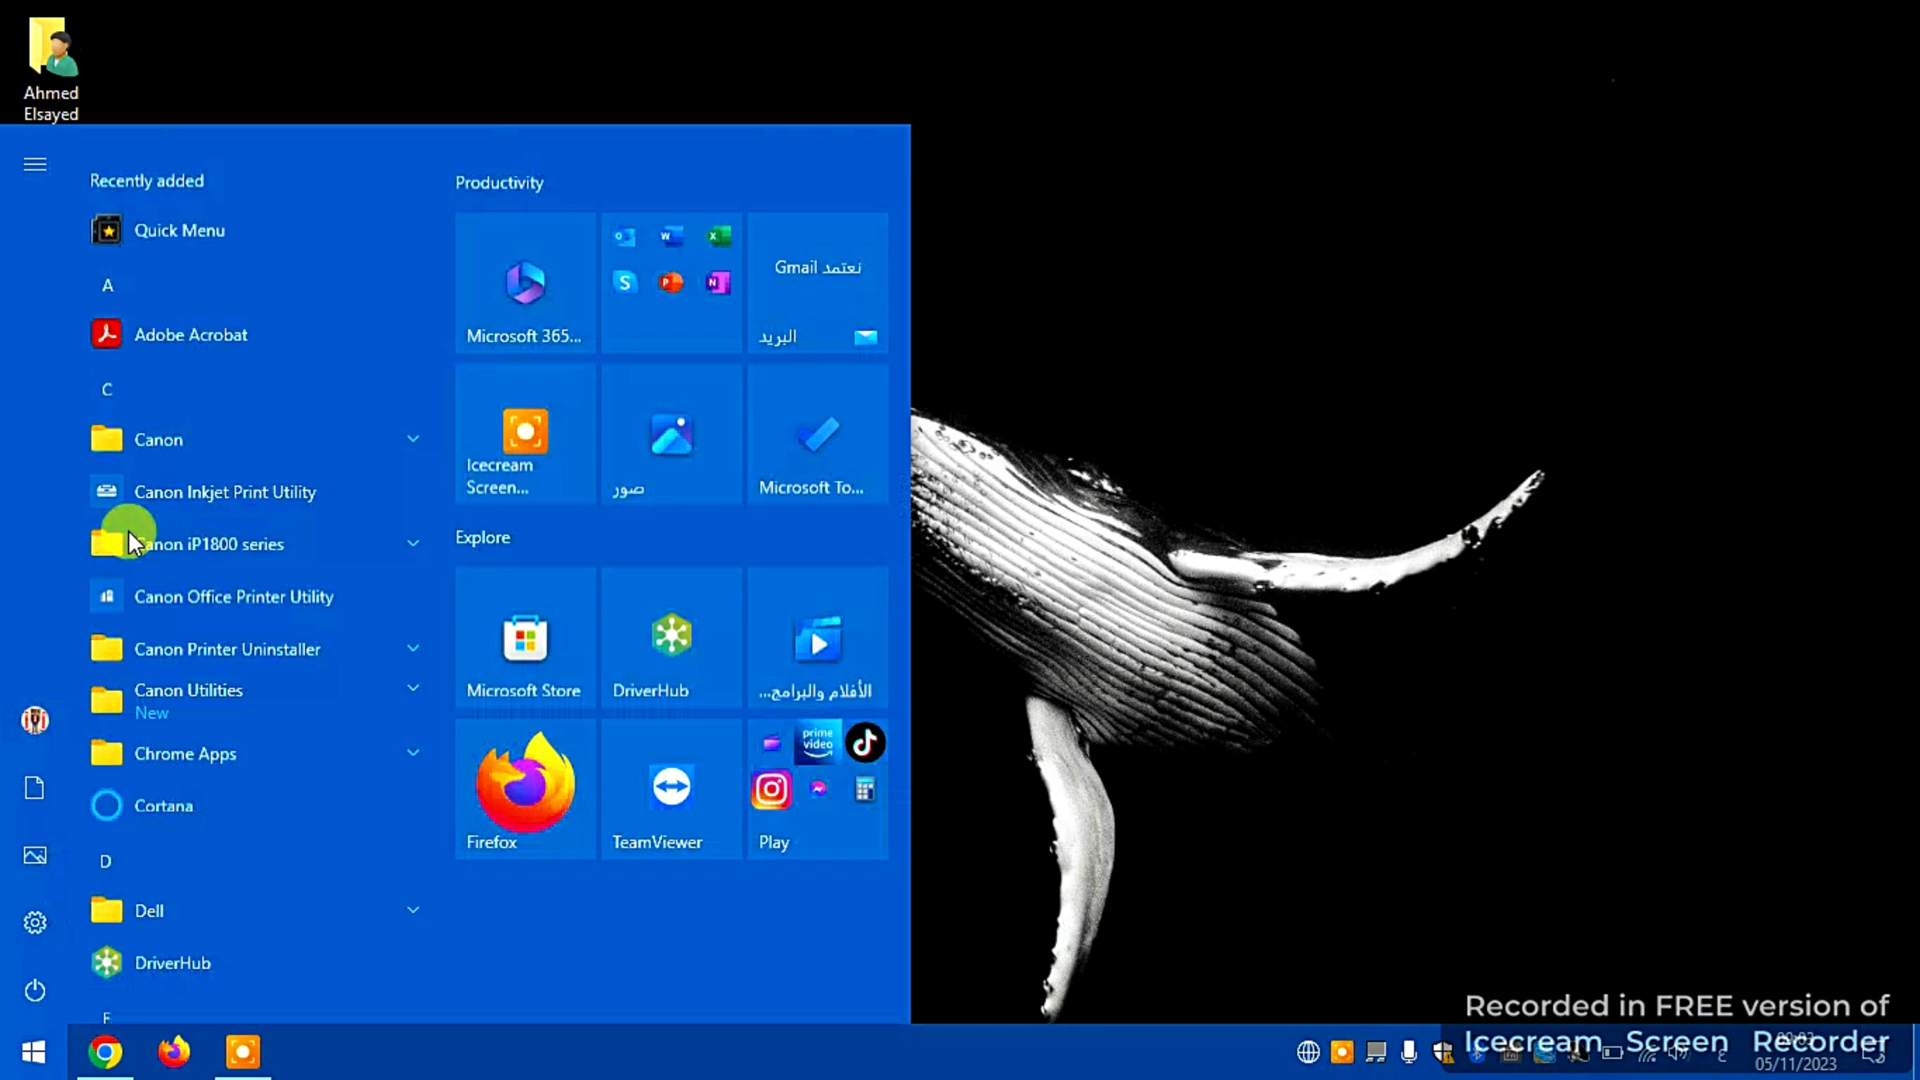 Ahmed
Elsayed
Recently added
Quick Menu
A
Adobe Acrobat
C
Canon
Canon Inkjet Print Utility
Canon iP1800 series
Canon Office Printer Utility
Canon Printer Uninstaller
Canon Utilities
New
Chrome Apps
Cortana
D
Dell
DriverHub
F
Productivity
Microsoft 365...
نعتمد Gmail
البريد
Icecream
Screen...
صور
Microsoft To...
Explore
Microsoft Store
DriverHub
الأفلام والبرامج...
Firefox
TeamViewer
prime
video
Play
Recorded in FREE version of
Icecream Screen Recorder
05/11/2023